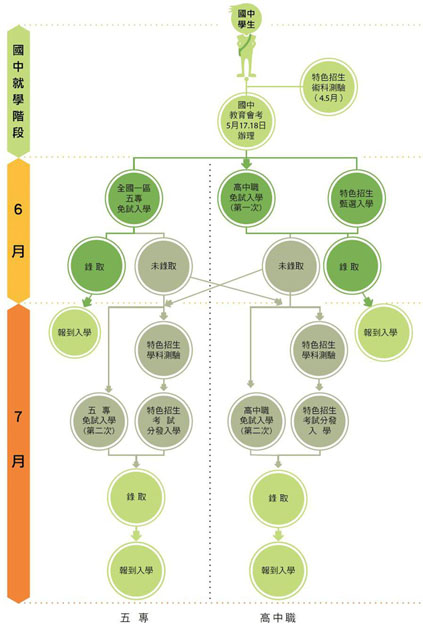 國中
學生
國中就學階段
特色招生
術科測驗
(4.5月)
國中
教育會考
5月17.18日
辦理
6月
全國一區
五專
免試入學
高中職
免試入學
(第一次)
特色招生
甄選入學
錄取
未錄取
未錄取
錄取
報到入學
報到入學
7月
特色招生
學科測驗
特色招生
學科測驗
五 專
免試入學
(第二次)
特色招生
考 試
分發入學
高中職
免試入學
(第二次)
特色招生
考試分發
入 學
錄取
錄取
報到入學
報到入學
五 專
高中職